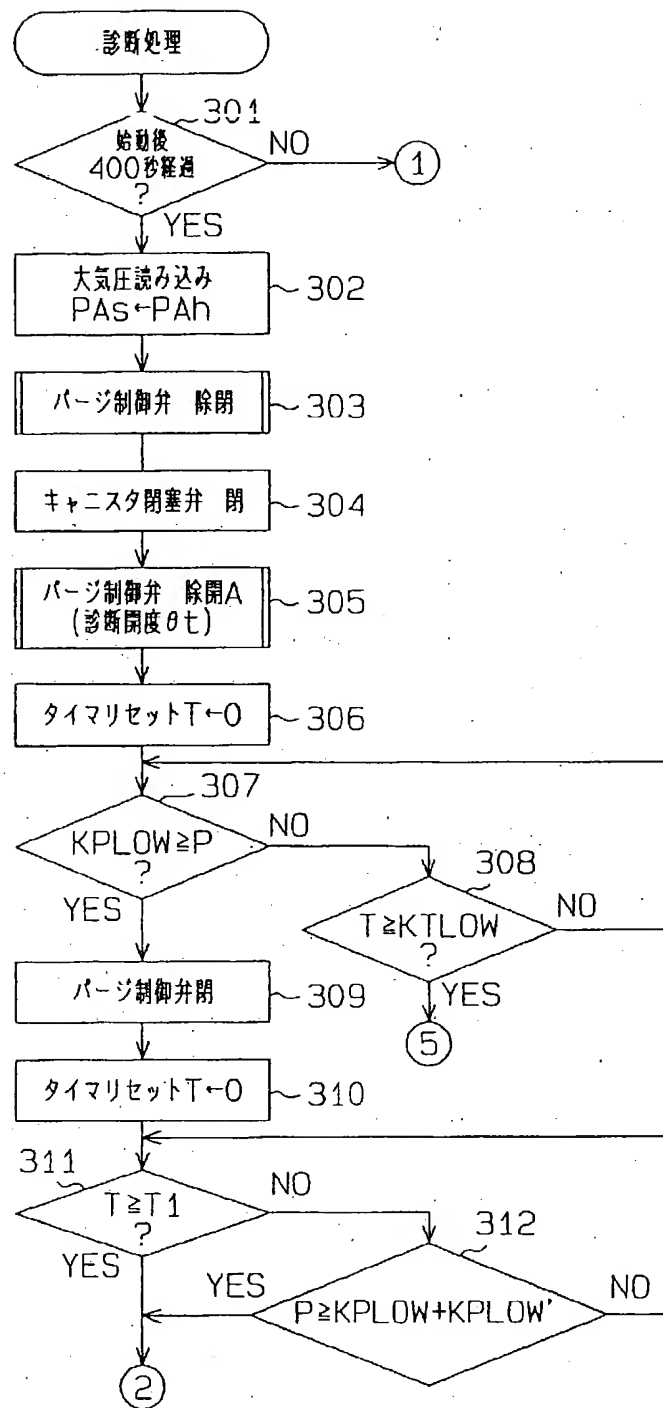 診断処理
301
始動後
400秒経過
?
NO
1
YES
大気圧読み込み
PAs←PAh
302
パージ制御弁 除閉
303
キャニスタ閉塞弁 閉
304
パージ制御弁 除開A
(診断開度θt)
305
タイマリセットT←0
306
307
KPLOW≧P
?
NO
YES
308
T≧KTLOW
?
NO
YES
5
パージ制御弁閉
309
タイマリセットT←0
310
311
T≧T1
?
NO
YES
312
P≧KPLOW+KPLOW'
YES
NO
2